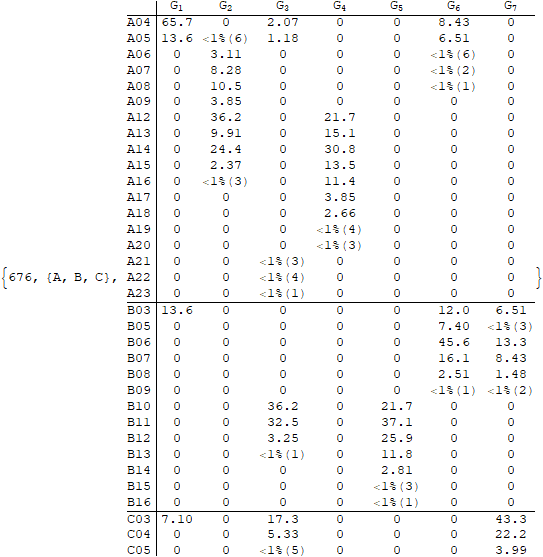 G1 G2 G3 G4 G5 G6 G7
A04 65.7 0 2.07 0 0 8.43 0
A05 13.6 <1%(6) 1.18 0 0 6.51 0
A06 0 3.11 0 0 0 <1%(6) 0
A07 0 8.28 0 0 0 <1%(2) 0
A08 0 10.5 0 0 0 <1%(1) 0
A09 0 3.85 0 0 0 0 0
A12 0 36.2 0 21.7 0 0 0
A13 0 9.91 0 15.1 0 0 0
A14 0 24.4 0 30.8 0 0 0
A15 0 2.37 0 13.5 0 0 0
A16 0 <1%(3) 0 11.4 0 0 0
A17 0 0 0 3.85 0 0 0
A18 0 0 0 2.66 0 0 0
A19 0 0 0 <1%(4) 0 0 0
A20 0 0 0 <1%(3) 0 0 0
A21 0 0 <1%(3) 0 0 0 0
{676, {A, B, C}, A22 0 0 <1%(4) 0 0 0 0 }
A23 0 0 <1%(1) 0 0 0 0
B03 13.6 0 0 0 0 12.0 6.51
B05 0 0 0 0 0 7.40 <1%(3)
B06 0 0 0 0 0 45.6 13.3
B07 0 0 0 0 0 16.1 8.43
B08 0 0 0 0 0 2.51 1.48
B09 0 0 0 0 0 <1%(1) <1%(2)
B10 0 0 36.2 0 21.7 0 0
B11 0 0 32.5 0 37.1 0 0
B12 0 0 3.25 0 25.9 0 0
B13 0 0 <1%(1) 0 11.8 0 0
B14 0 0 0 0 2.81 0 0
B15 0 0 0 0 <1%(3) 0 0
B16 0 0 0 0 <1%(1) 0 0
C03 7.10 0 17.3 0 0 0 43.3
C04 0 0 5.33 0 0 0 22.2
C05 0 0 <1%(5) 0 0 0 3.99